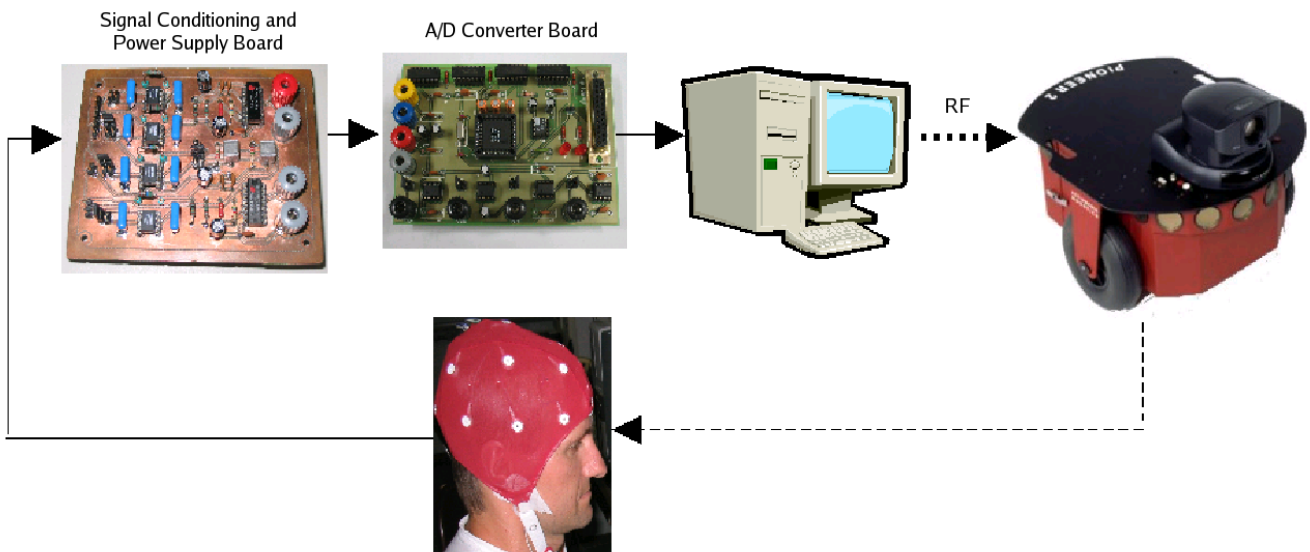 Signal Conditioning and
Power Supply Board
A/D Converter Board
RF
PIONEER 2